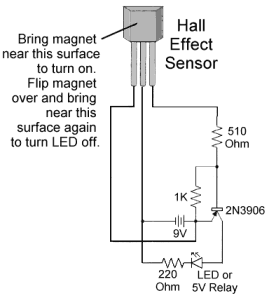 Bring magnet
near this surface
to turn on.
Flip magnet
over and bring
near this
surface again
to turn LED off.
Hall
Effect
Sensor
510
Ohm
1K
2N3906
9V
220
Ohm
LED or
5V Relay